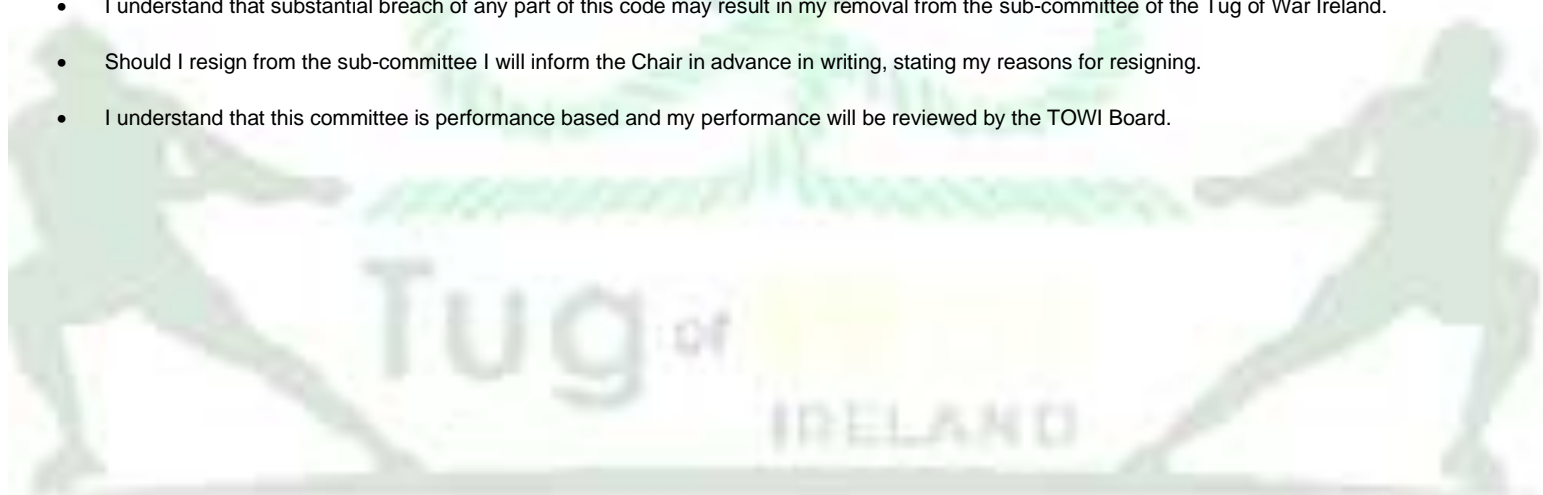 • I understand that substantial breach of any part of this code may result in my removal from the sub-committee of the Tug of War Ireland.
• Should I resign from the sub-committee I will inform the Chair in advance in writing, stating my reasons for resigning.
• I understand that this committee is performance based and my performance will be reviewed by the TOWI Board.
Tug of
IRELAND